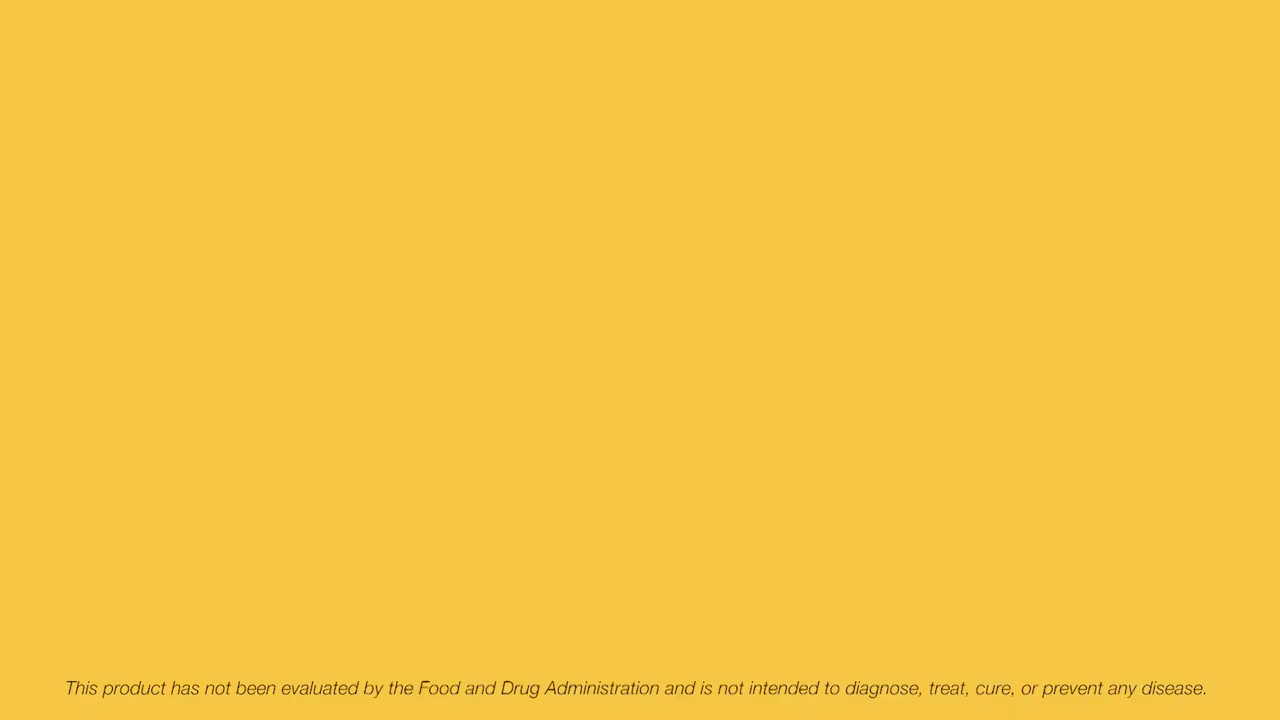 This product has not been evaluated by the Food and Drug Administration and is not intended to diagnose, treat, cure, or prevent any disease.